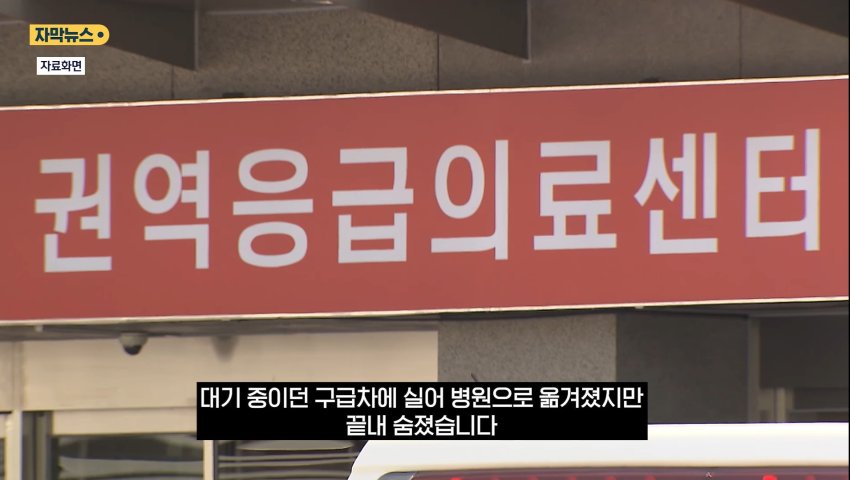 자막뉴스
자료화면
권역응급의료센터
대기 중이던 구급차에 실어 병원으로 옮겨졌지만
끝내 숨졌습니다